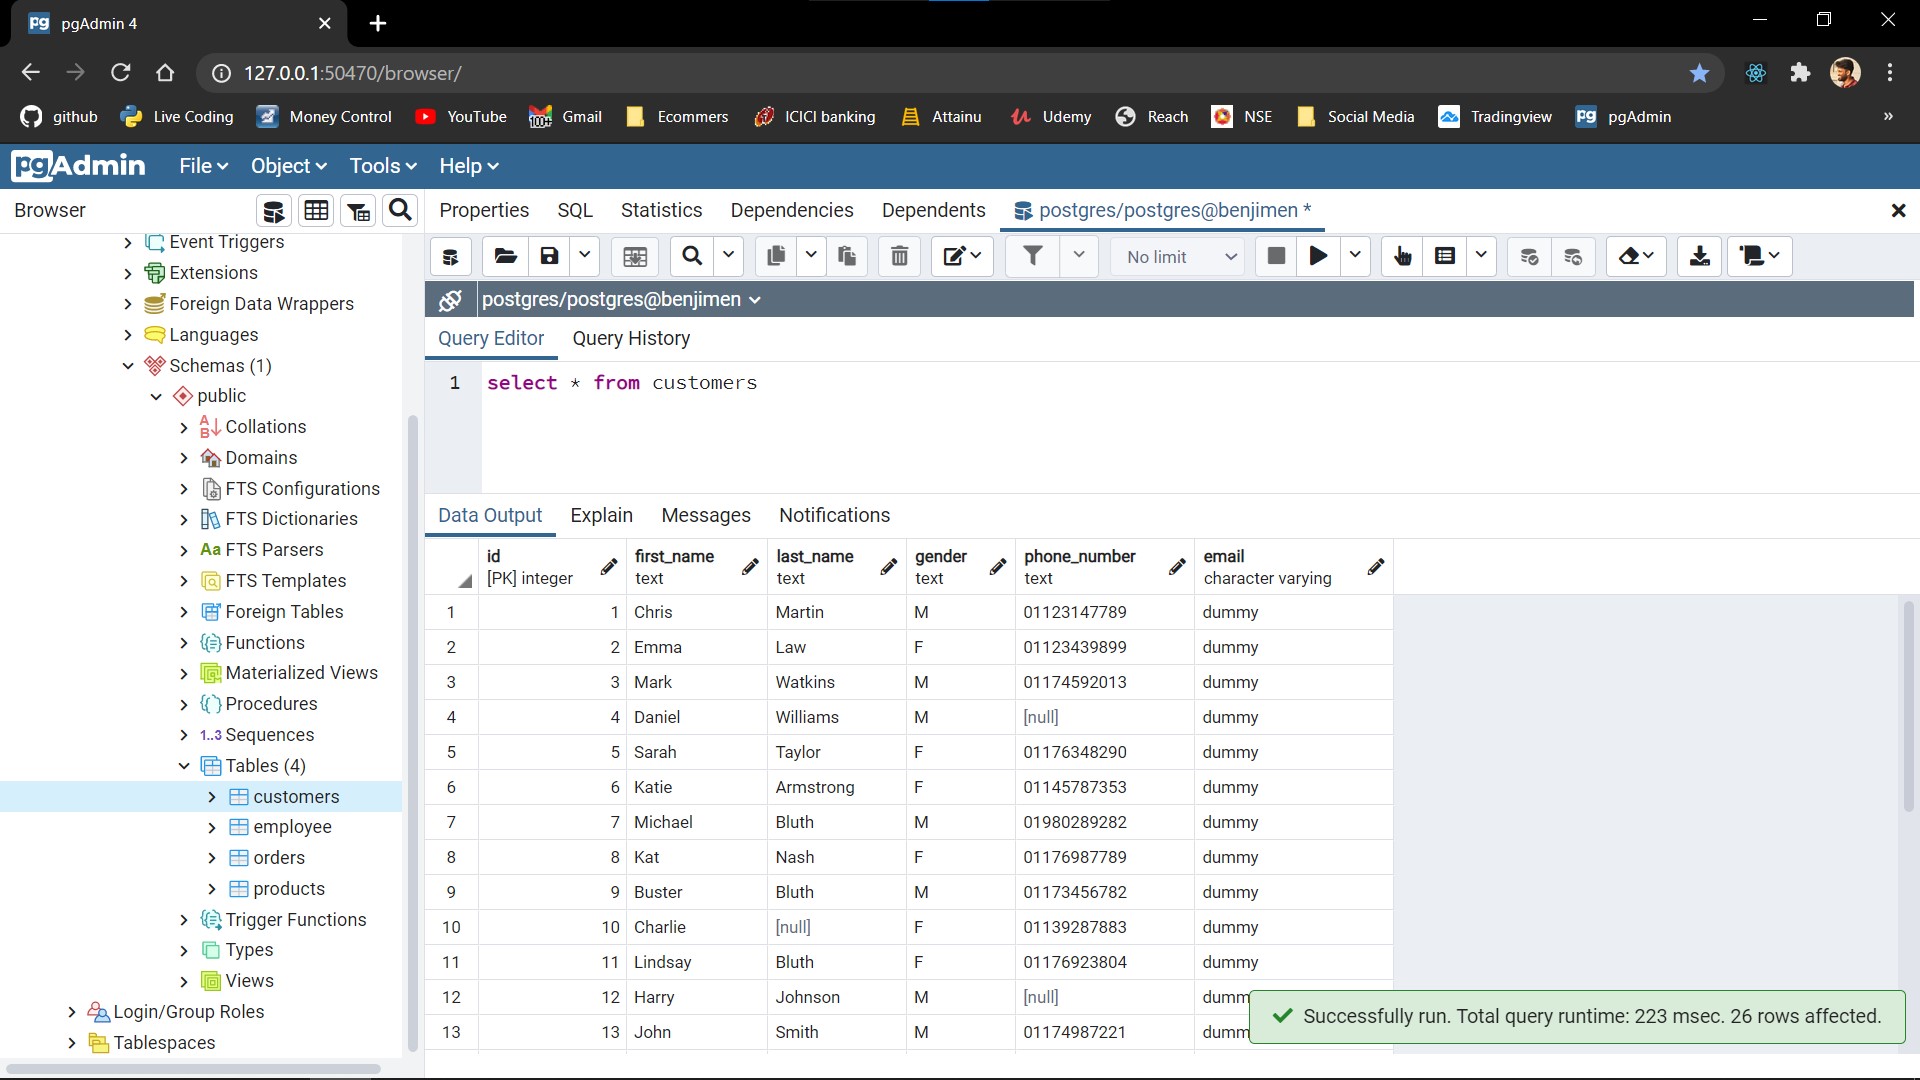 pgAdmin 4
127.0.0.1:50470/browser/
github Live Coding Money Control YouTube Gmail Ecommers ICICI banking Attainu Udemy Reach NSE Social Media Tradingview pgAdmin »
pgAdmin File Object Tools Help
Browser
Properties SQL Statistics Dependencies Dependents postgres/postgres@benjimen *
No limit
postgres/postgres@benjimen
Query Editor Query History
1 select * from customers
Event Triggers
Extensions
Foreign Data Wrappers
Languages
Schemas (1)
public
Collations
Domains
FTS Configurations
FTS Dictionaries
Aa FTS Parsers
FTS Templates
Foreign Tables
Functions
Materialized Views
Procedures
1..3 Sequences
Tables (4)
customers
employee
orders
products
Trigger Functions
Types
Views
Login/Group Roles
Tablespaces
Data Output Explain Messages Notifications
id first_name last_name gender phone_number email
[PK] integer text text text text character varying
1 1 Chris Martin M 01123147789 dummy
2 2 Emma Law F 01123439899 dummy
3 3 Mark Watkins M 01174592013 dummy
4 4 Daniel Williams M [null] dummy
5 5 Sarah Taylor F 01176348290 dummy
6 6 Katie Armstrong F 01145787353 dummy
7 7 Michael Bluth M 01980289282 dummy
8 8 Kat Nash F 01176987789 dummy
9 9 Buster Bluth M 01173456782 dummy
10 10 Charlie [null] F 01139287883 dummy
11 11 Lindsay Bluth F 01176923804 dummy
12 12 Harry Johnson M [null] dumm
13 13 John Smith M 01174987221 dumm
Successfully run. Total query runtime: 223 msec. 26 rows affected.